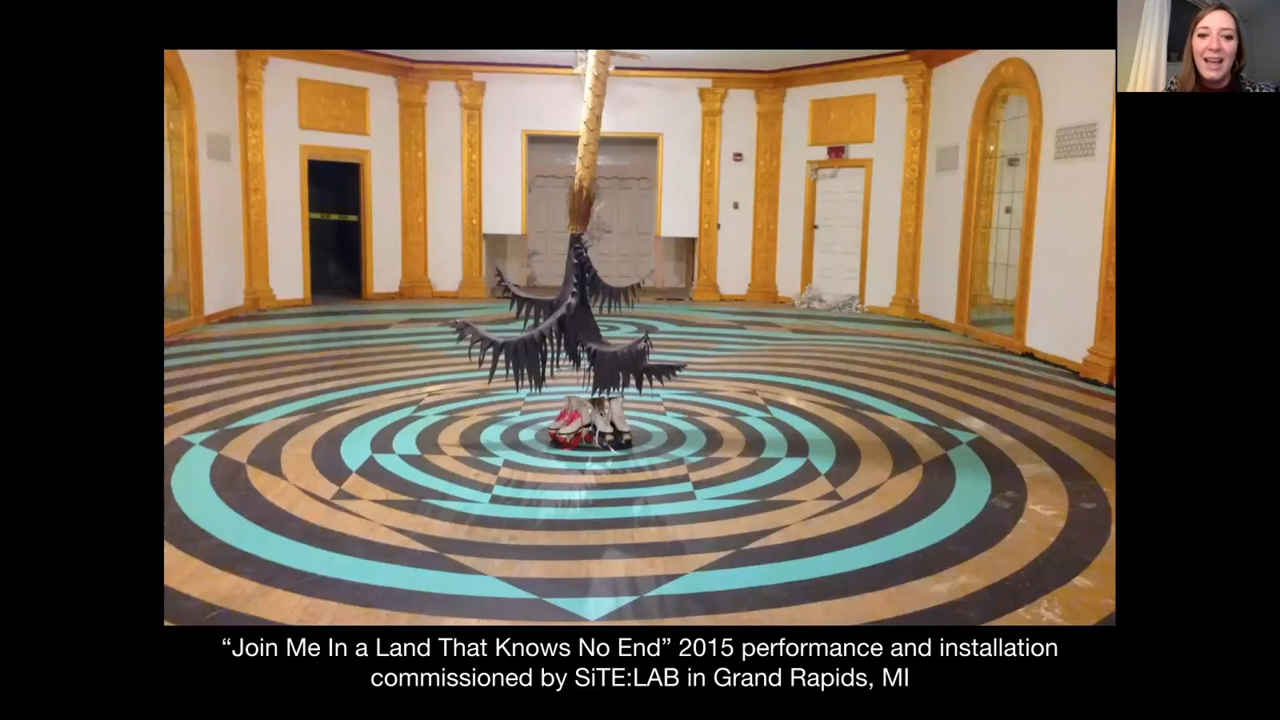 “Join Me In a Land That Knows No End” 2015 performance and installation
commissioned by SiTE:LAB in Grand Rapids, MI